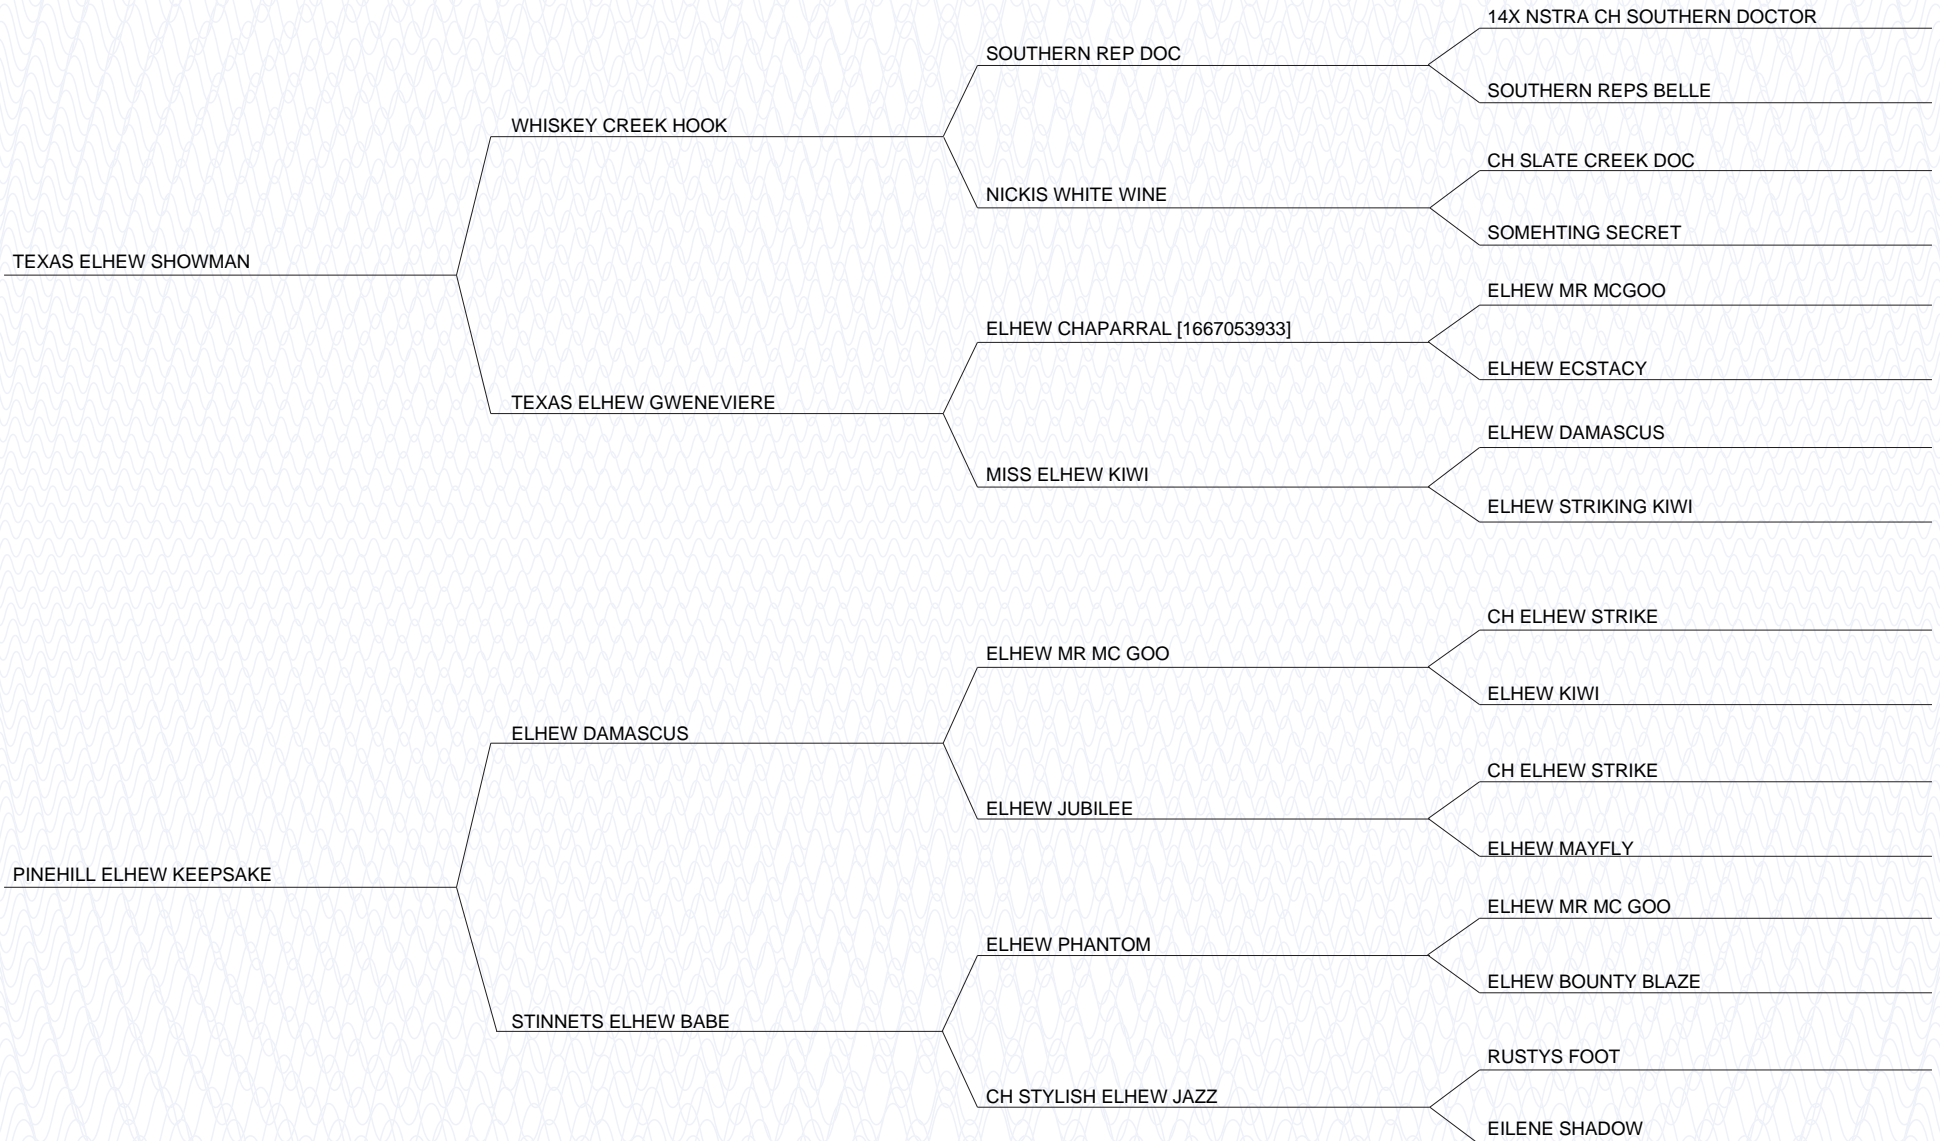 14X NSTRA CH SOUTHERN DOCTOR
SOUTHERN REP DOC
SOUTHERN REPS BELLE
WHISKEY CREEK HOOK
CH SLATE CREEK DOC
NICKIS WHITE WINE
SOMEHTING SECRET
TEXAS ELHEW SHOWMAN
ELHEW MR MCGOO
ELHEW CHAPARRAL [1667053933]
ELHEW ECSTACY
TEXAS ELHEW GWENEVIERE
ELHEW DAMASCUS
MISS ELHEW KIWI
ELHEW STRIKING KIWI
CH ELHEW STRIKE
ELHEW MR MC GOO
ELHEW KIWI
ELHEW DAMASCUS
CH ELHEW STRIKE
ELHEW JUBILEE
ELHEW MAYFLY
PINEHILL ELHEW KEEPSAKE
ELHEW MR MC GOO
ELHEW PHANTOM
ELHEW BOUNTY BLAZE
STINNETS ELHEW BABE
RUSTYS FOOT
CH STYLISH ELHEW JAZZ
EILENE SHADOW